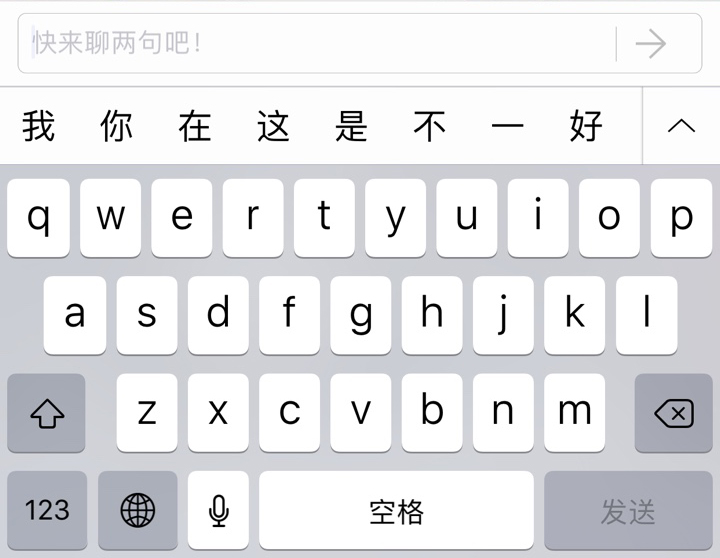 快来聊两句吧！
我 你 在 这 是 不 一 好
q w e r t y u i o p
a s d f g h j k l
z x c v b n m
123 空格 发送